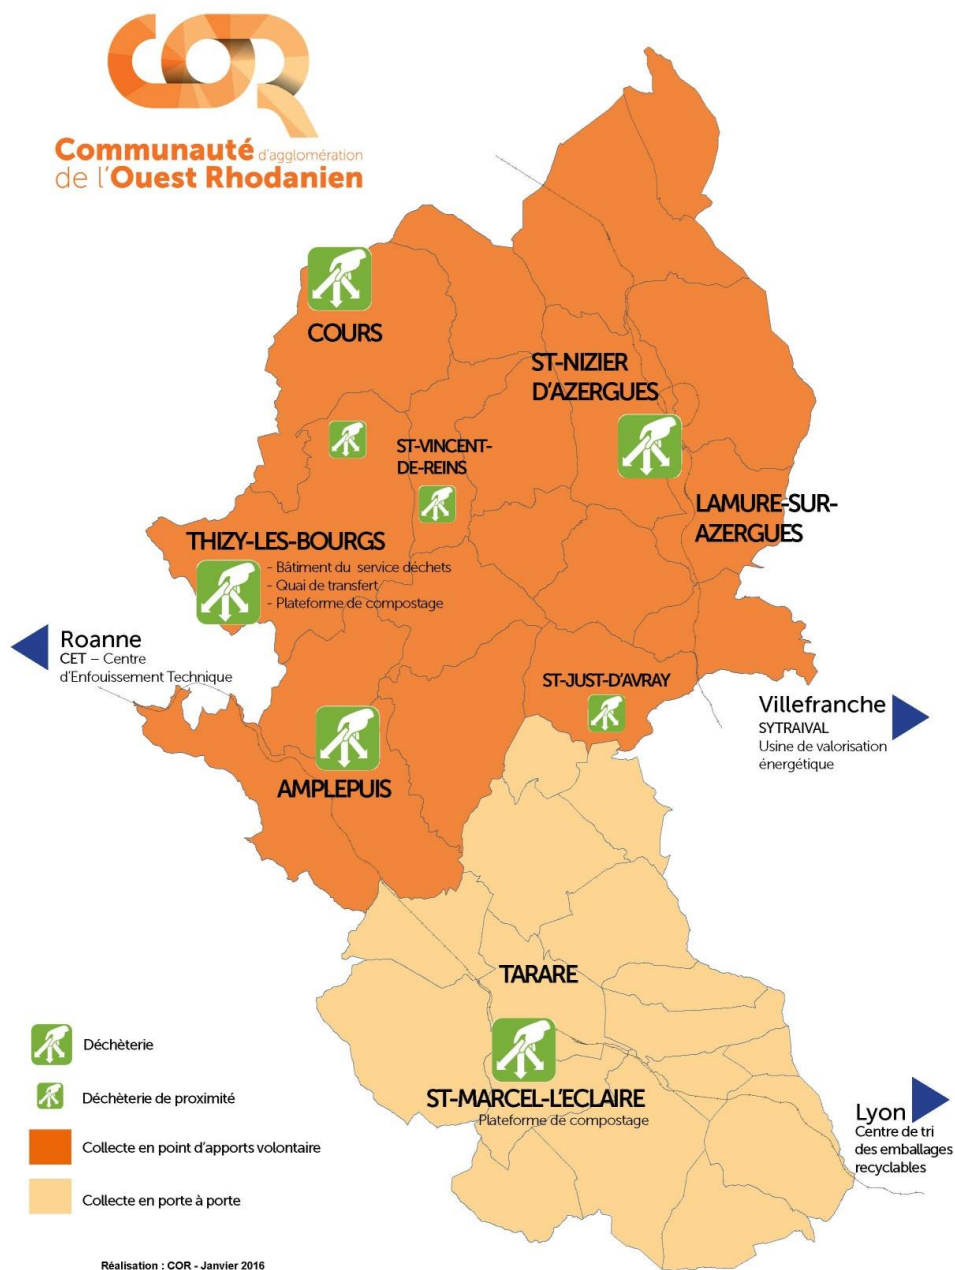 COR
Communauté d'agglomération
de l'Ouest Rhodanien
COURS
ST-NIZIER
D'AZERGUES
ST-VINCENT-
DE-REINS
LAMURE-SUR-
AZERGUES
THIZY-LES-BOURGS
- Bâtiment du service déchets
- Quai de transfert
- Plateforme de compostage
Roanne
CET – Centre
d'Enfouissement Technique
ST-JUST-D'AVRAY
Villefranche
SYTRAIVAL
Usine de valorisation
énergétique
AMPLEPUIS
TARARE
ST-MARCEL-L'ECLAIRE
Plateforme de compostage
Lyon
Centre de tri
des emballages
recyclables
Déchèterie
Déchèterie de proximité
Collecte en point d'apports volontaire
Collecte en porte à porte
Réalisation : COR - Janvier 2016